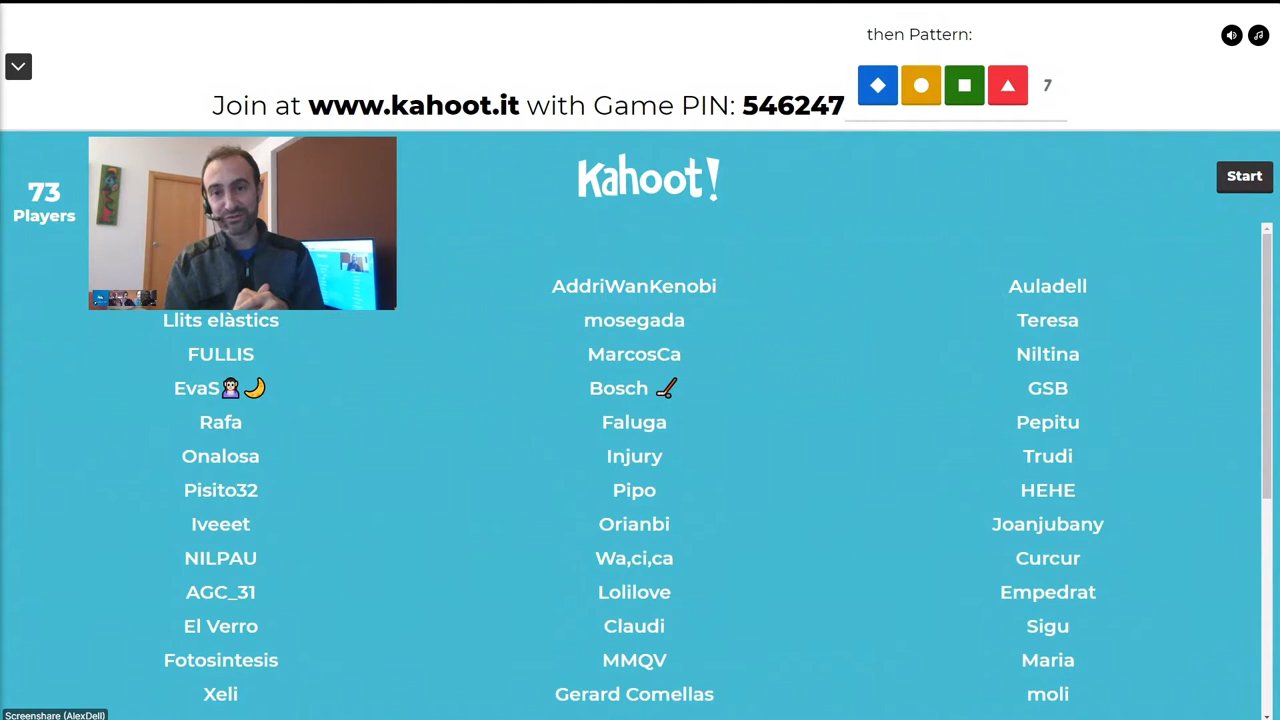 then Pattern:
7
Join at www.kahoot.it with Game PIN: 546247
73
Players
Kahoot!
Start
AddriWanKenobi
Auladell
Llits elàstics
mosegada
Teresa
FULLIS
MarcosCa
Niltina
EvaS🙎🏻‍♀️🌙
Bosch 🏒
GSB
Rafa
Faluga
Pepitu
Onalosa
Injury
Trudi
Pisito32
Pipo
HEHE
Iveeet
Orianbi
Joanjubany
NILPAU
Wa,ci,ca
Curcur
AGC_31
Lolilove
Empedrat
El Verro
Claudi
Sigu
Fotosintesis
MMQV
Maria
Xeli
Gerard Comellas
moli
Screenshare (AlexDell)